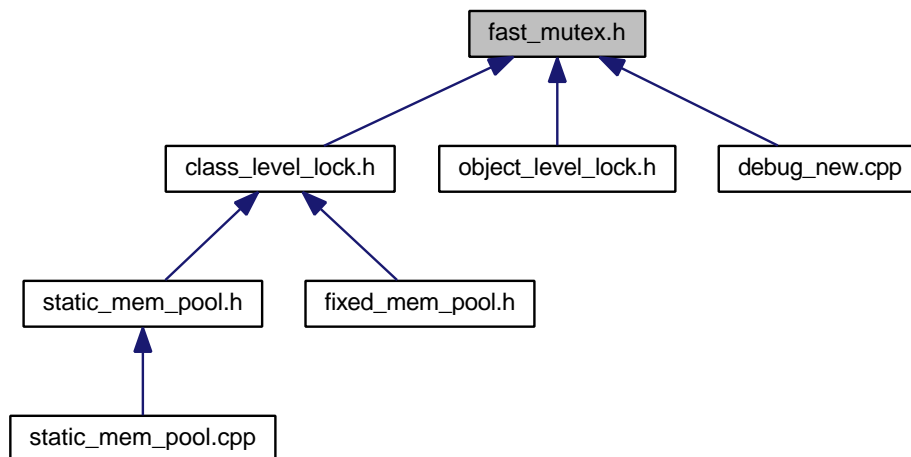 fast_mutex.h
class_level_lock.h
object_level_lock.h
debug_new.cpp
static_mem_pool.h
fixed_mem_pool.h
static_mem_pool.cpp